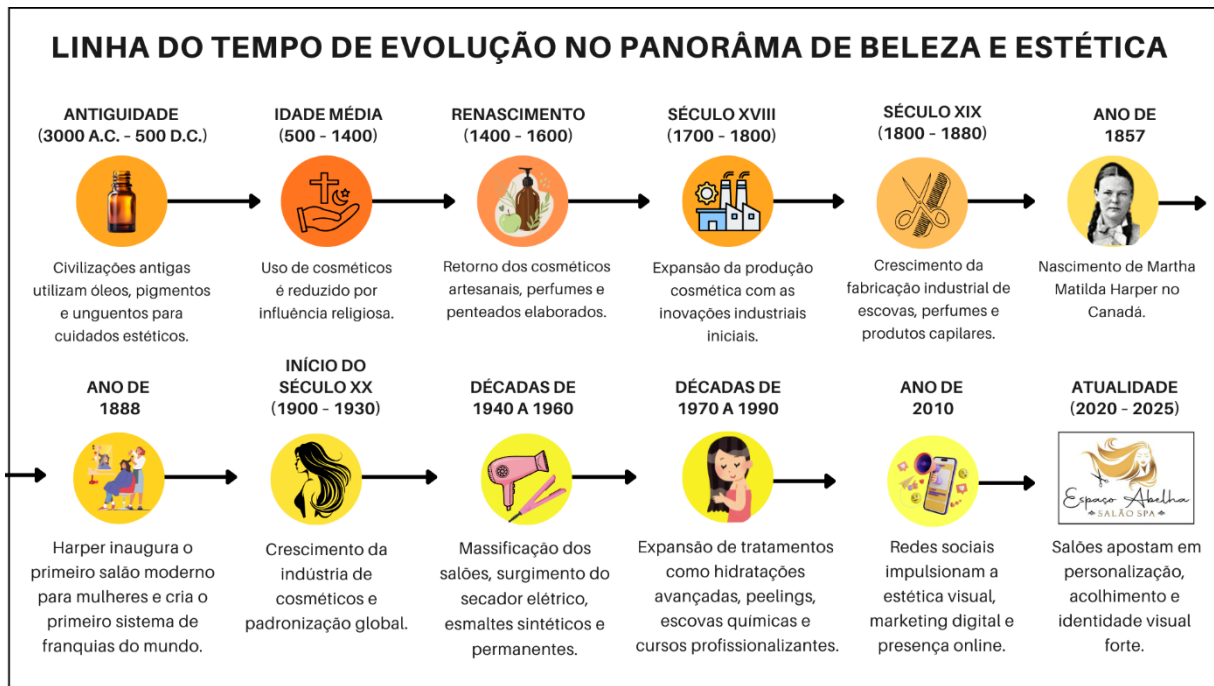 LINHA DO TEMPO DE EVOLUÇÃO NO PANORÂMA DE BELEZA E ESTÉTICA
ANTIGUIDADE
(3000 A.C. – 500 D.C.)
Civilizações antigas
utilizam óleos, pigmentos
e unguentos para
cuidados estéticos.
IDADE MÉDIA
(500 – 1400)
Uso de cosméticos
é reduzido por
influência religiosa.
RENASCIMENTO
(1400 – 1600)
Retorno dos cosméticos
artesanais, perfumes e
penteados elaborados.
SÉCULO XVIII
(1700 – 1800)
Expansão da produção
cosmética com as
inovações industriais
iniciais.
SÉCULO XIX
(1800 – 1880)
Crescimento da
fabricação industrial de
escovas, perfumes e
produtos capilares.
ANO DE
1857
Nascimento de Martha
Matilda Harper no
Canadá.
ANO DE
1888
Harper inaugura o
primeiro salão moderno
para mulheres e cria o
primeiro sistema de
franquias do mundo.
INÍCIO DO
SÉCULO XX
(1900 – 1930)
Crescimento da
indústria de
cosméticos e
padronização global.
DÉCADAS DE
1940 A 1960
Massificação dos
salões, surgimento do
secador elétrico,
esmaltes sintéticos e
permanentes.
DÉCADAS DE
1970 A 1990
Expansão de tratamentos
como hidratações
avançadas, peelings,
escovas químicas e
cursos profissionalizantes.
ANO DE
2010
Redes sociais
impulsionam a
estética visual,
marketing digital e
presença online.
ATUALIDADE
(2020 – 2025)
Espaço Abelha
SALÃO SPA
Salões apostam em
personalização,
acolhimento e
identidade visual
forte.